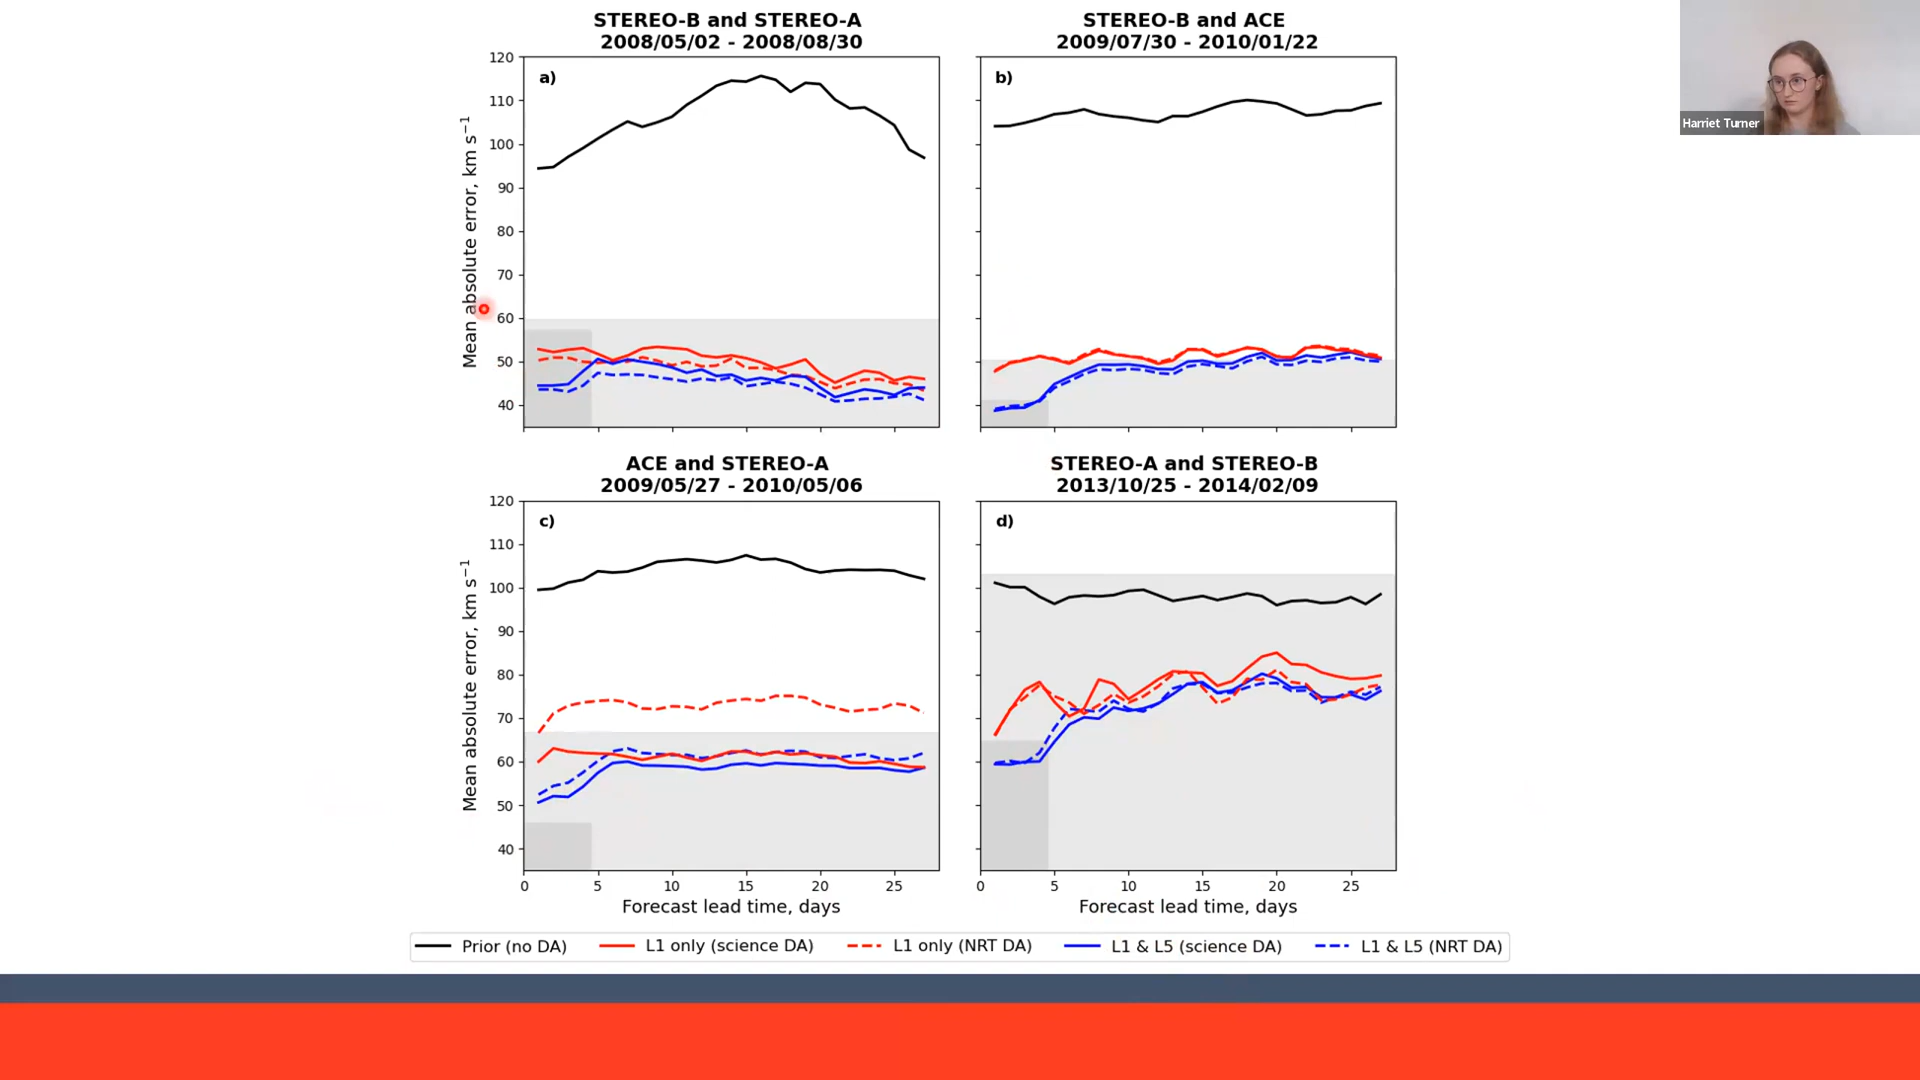 STEREO-B and STEREO-A
2008/05/02 - 2008/08/30
STEREO-B and ACE
2009/07/30 - 2010/01/22
Harriet Turner
a)
b)
120
110
100
90
80
70
60
50
40
Mean absolute error, km s⁻¹
ACE and STEREO-A
2009/05/27 - 2010/05/06
STEREO-A and STEREO-B
2013/10/25 - 2014/02/09
c)
d)
120
110
100
90
80
70
60
50
40
Mean absolute error, km s⁻¹
0 5 10 15 20 25
0 5 10 15 20 25
Forecast lead time, days
Forecast lead time, days
Prior (no DA) L1 only (science DA) L1 only (NRT DA) L1 & L5 (science DA) L1 & L5 (NRT DA)